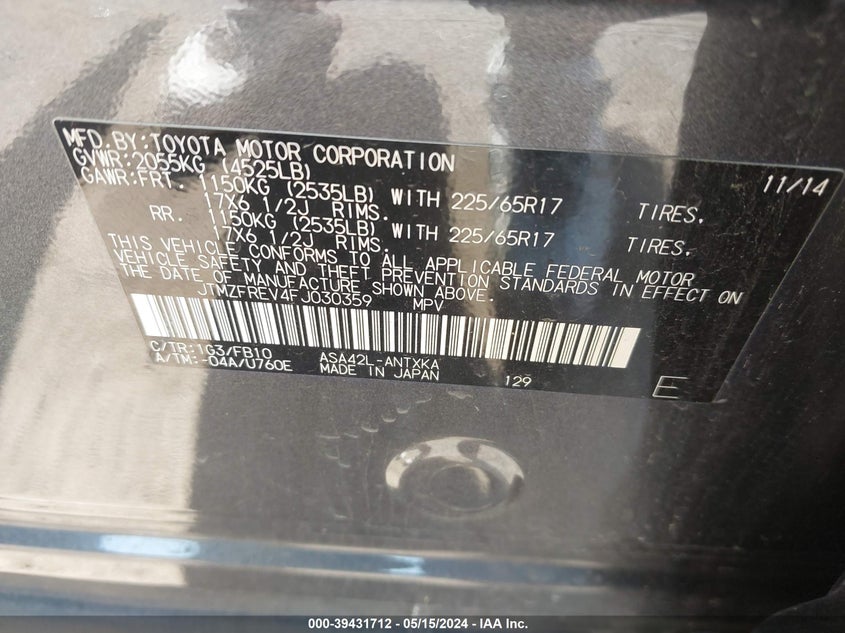 MFD.BY:TOYOTA MOTOR CORPORATION 11/14
GVWR:2055KG (4525LB)
GAWR:FRT. 1150KG (2535LB) WITH 225/65R17 TIRES,
17X6 1/2J RIMS.
RR. 1150KG (2535LB) WITH 225/65R17 TIRES,
17X6 1/2J RIMS.
THIS VEHICLE CONFORMS TO ALL APPLICABLE FEDERAL MOTOR
VEHICLE SAFETY AND THEFT PREVENTION STANDARDS IN EFFECT ON
THE DATE OF MANUFACTURE SHOWN ABOVE.
JTMZFREV4FJ030359 MPV
C/TR:1G3/FB10 ASA42L-ANTXKA
A/TM:-04A/U760E MADE IN JAPAN 129 E
000-39431712 - 05/15/2024 - IAA Inc.